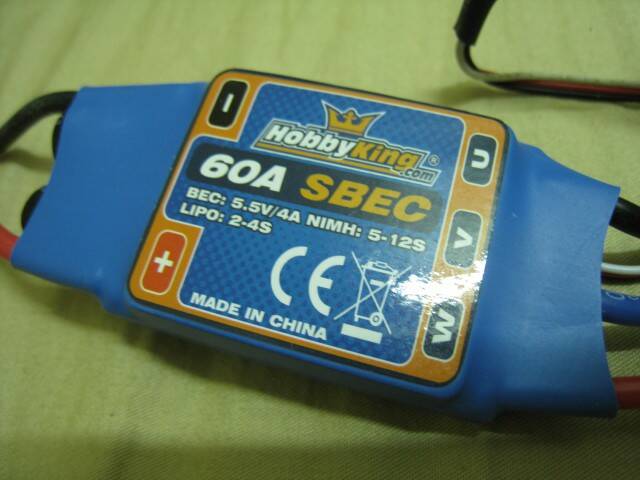 -
HobbyKing®
.com
60A SBEC
BEC: 5.5V/4A NIMH: 5-12S
LIPO: 2-4S
+
CE
MADE IN CHINA
U
V
W